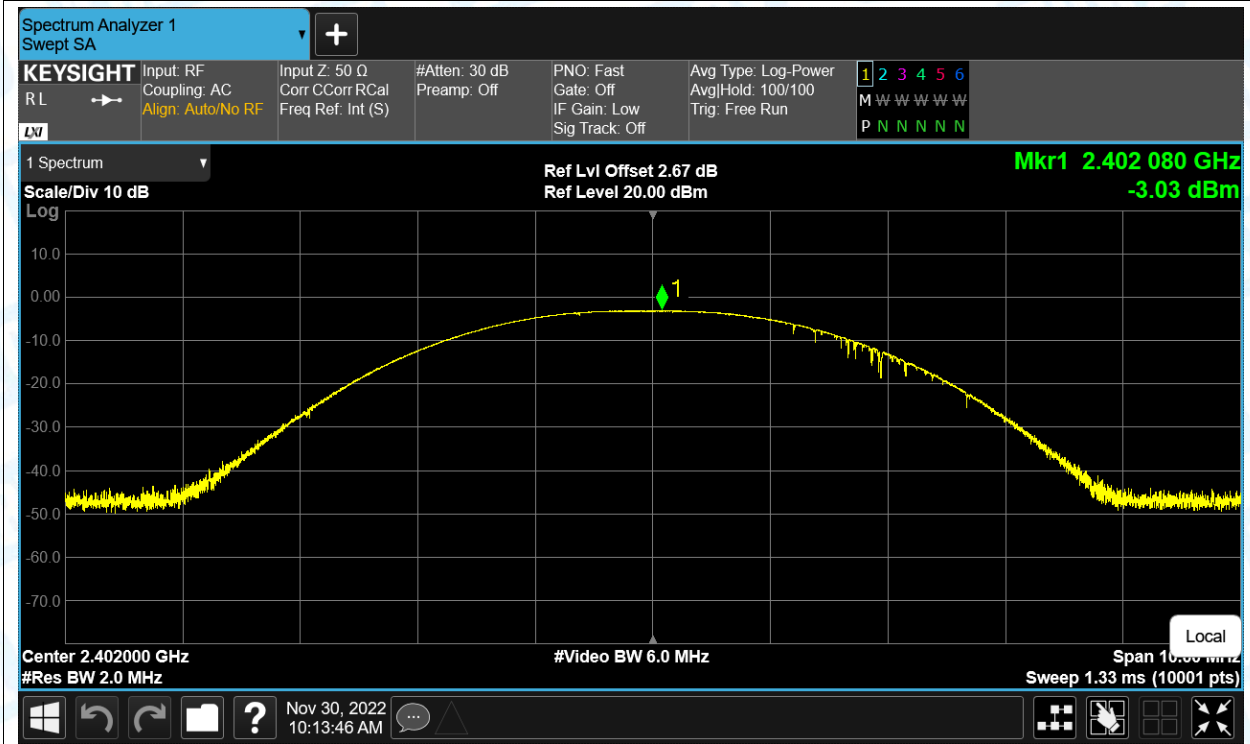 Spectrum Analyzer 1
Swept SA
KEYSIGHT
R L
LXI
Input: RF
Coupling: AC
Align: Auto/No RF
Input Z: 50 Ω
Corr CCorr RCal
Freq Ref: Int (S)
#Atten: 30 dB
Preamp: Off
PNO: Fast
Gate: Off
IF Gain: Low
Sig Track: Off
Avg Type: Log-Power
Avg|Hold: 100/100
Trig: Free Run
1 2 3 4 5 6
M W W W W W
P N N N N N
1 Spectrum
Scale/Div 10 dB
Log
Ref Lvl Offset 2.67 dB
Ref Level 20.00 dBm
Mkr1 2.402 080 GHz
-3.03 dBm
10.0
0.00
-10.0
-20.0
-30.0
-40.0
-50.0
-60.0
-70.0
1
Local
Center 2.402000 GHz
#Res BW 2.0 MHz
#Video BW 6.0 MHz
Span 10.00 MHz
Sweep 1.33 ms (10001 pts)
?
Nov 30, 2022
10:13:46 AM